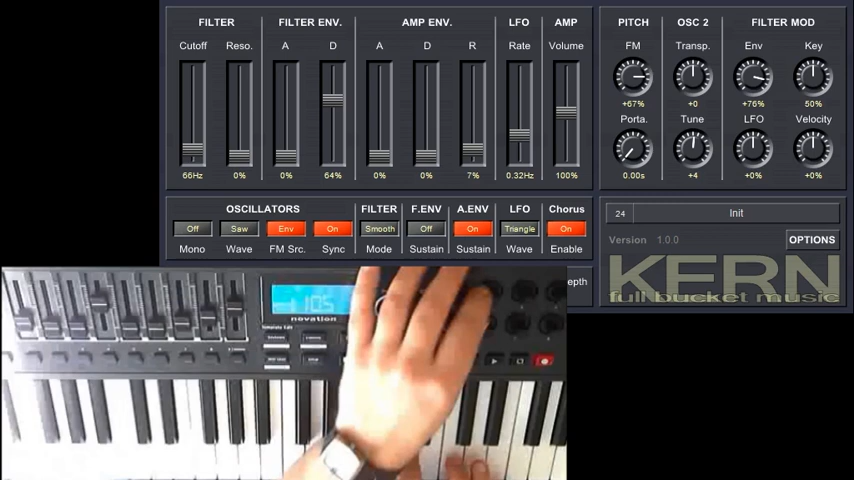 FILTER FILTER ENV. AMP ENV. LFO AMP
Cutoff Reso. A D A D R Rate Volume
66Hz 0% 0% 64% 0% 0% 7% 0.32Hz 100%
PITCH OSC 2 FILTER MOD
FM Transp. Env Key
+67% +0 +76% 50%
Porta. Tune LFO Velocity
0.00s +4 +0% +0%
OSCILLATORS FILTER F.ENV A.ENV LFO Chorus
Off Saw Env On Smooth Off On Triangle On
Mono Wave FM Src. Sync Mode Sustain Sustain Wave Enable
24 Init
Version 1.0.0 OPTIONS
KERN
full bucket music
epth
105
novation